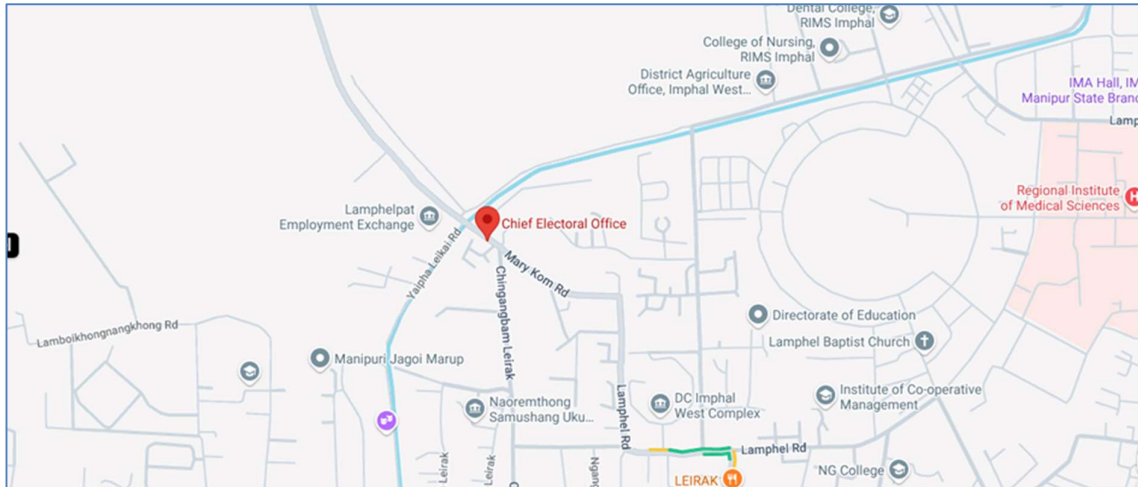 Dental College,
RIMS Imphal
College of Nursing,
RIMS Imphal
District Agriculture
Office, Imphal West...
IMA Hall, IM
Manipur State Branc
Lamp
Regional Institute
of Medical Sciences
H
Lamphelpat
Employment Exchange
Chief Electoral Office
Yaipha Leikai Rd
Mary Kom Rd
Chingangbam Leirak
Lamboikhongnangkhong Rd
Directorate of Education
Lamphel Baptist Church
Manipuri Jagoi Marup
Institute of Co-operative
Management
Naoremthong
Samushang Uku...
DC Imphal
West Complex
Lamphel Rd
Lamphel Rd
Leirak
Leirak
Ngang
NG College
LEIRAK